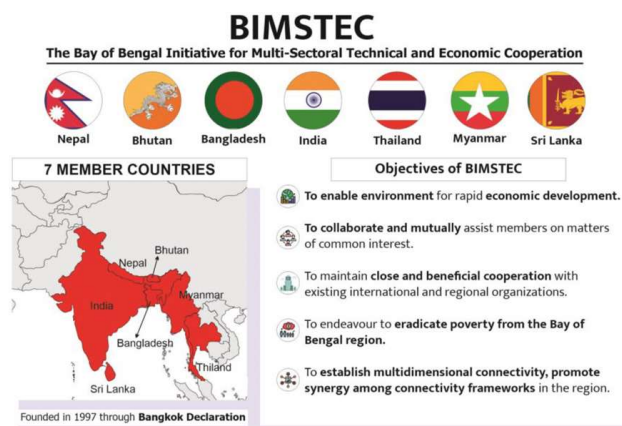 BIMSTEC
The Bay of Bengal Initiative for Multi-Sectoral Technical and Economic Cooperation
Nepal
Bhutan
Bangladesh
India
Thailand
Myanmar
Sri Lanka
7 MEMBER COUNTRIES
Bhutan
Nepal
Myanmar
India
Bangladesh
Thiland
Sri Lanka
Founded in 1997 through Bangkok Declaration
Objectives of BIMSTEC
To enable environment for rapid economic development.
To collaborate and mutually assist members on matters
of common interest.
To maintain close and beneficial cooperation with
existing international and regional organizations.
To endeavour to eradicate poverty from the Bay of
Bengal region.
To establish multidimensional connectivity, promote
synergy among connectivity frameworks in the region.